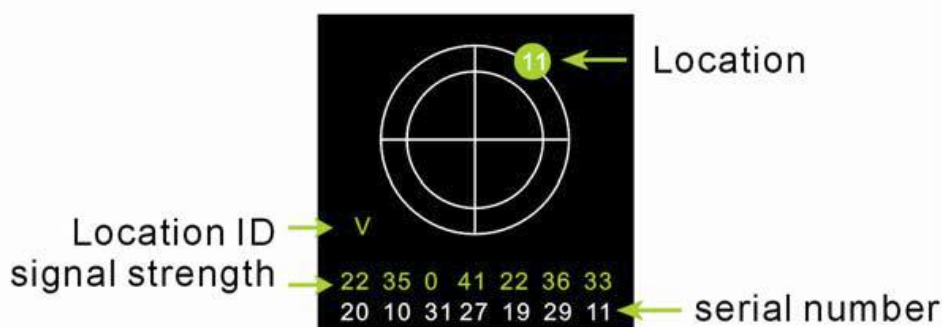 11
Location
Location ID
V
signal strength
22 35 0 41 22 36 33
20 10 31 27 19 29 11
serial number